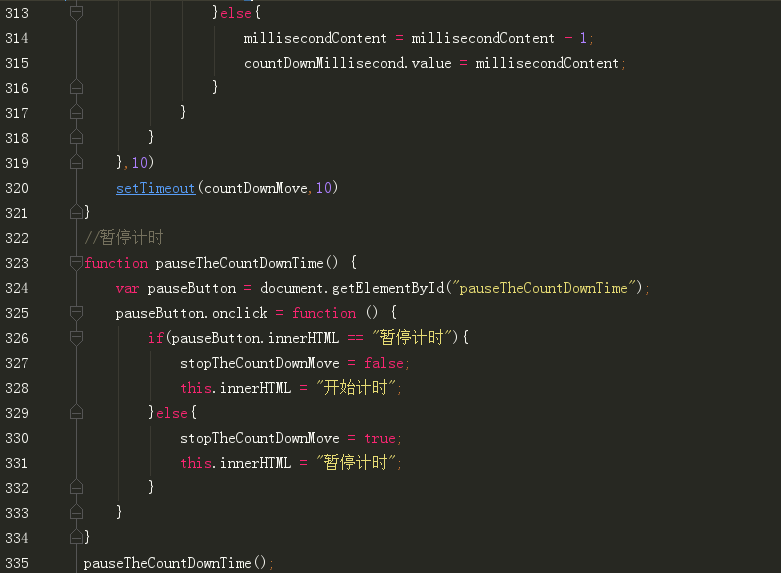 313 }else{
314 millisecondContent = millisecondContent - 1;
315 countDownMillisecond.value = millisecondContent;
316 }
317 }
318 }
319 },10)
320 setTimeout(countDownMove,10)
321 }
322 //暂停计时
323 function pauseTheCountDownTime() {
324 var pauseButton = document.getElementById("pauseTheCountDownTime");
325 pauseButton.onclick = function () {
326 if(pauseButton.innerHTML == "暂停计时"){
327 stopTheCountDownMove = false;
328 this.innerHTML = "开始计时";
329 }else{
330 stopTheCountDownMove = true;
331 this.innerHTML = "暂停计时";
332 }
333 }
334 }
335 pauseTheCountDownTime();